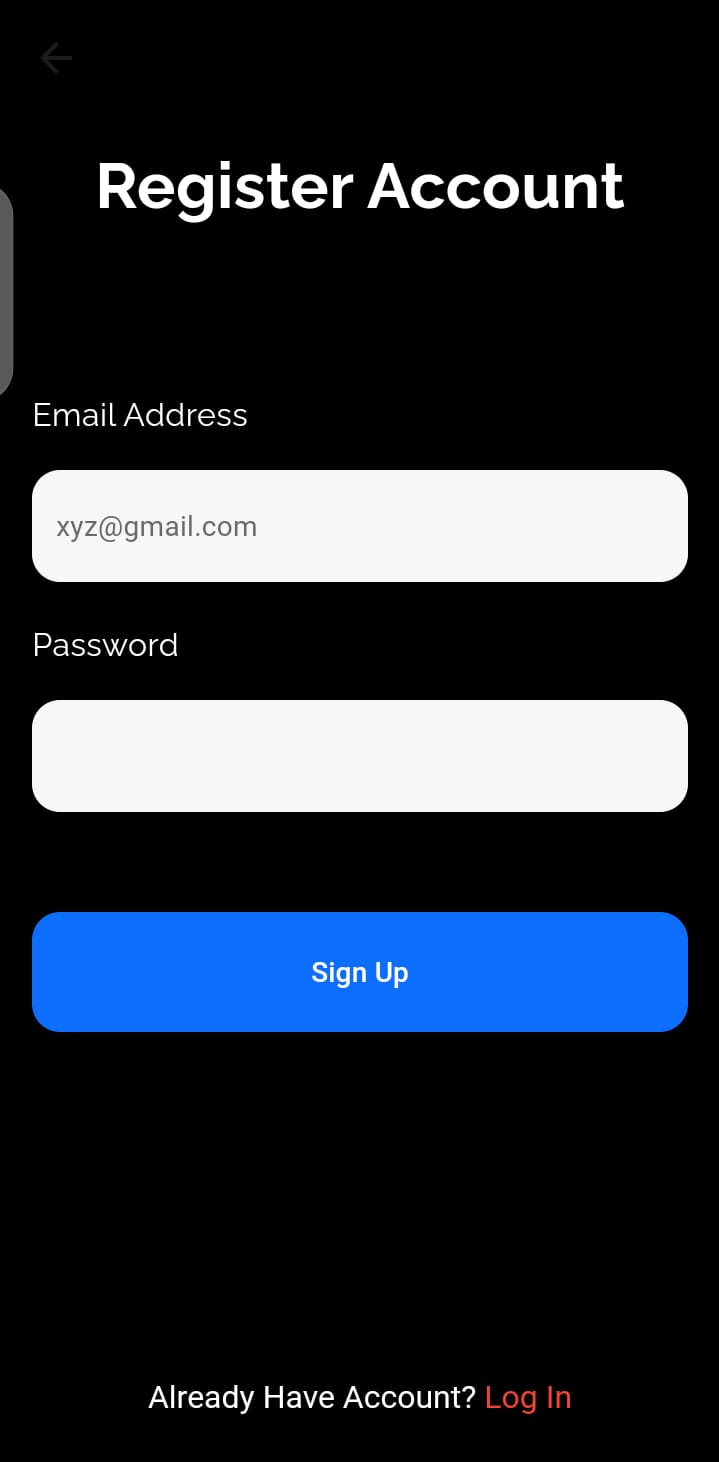 Register Account
Email Address
xyz@gmail.com
Password
Sign Up
Already Have Account? Log In